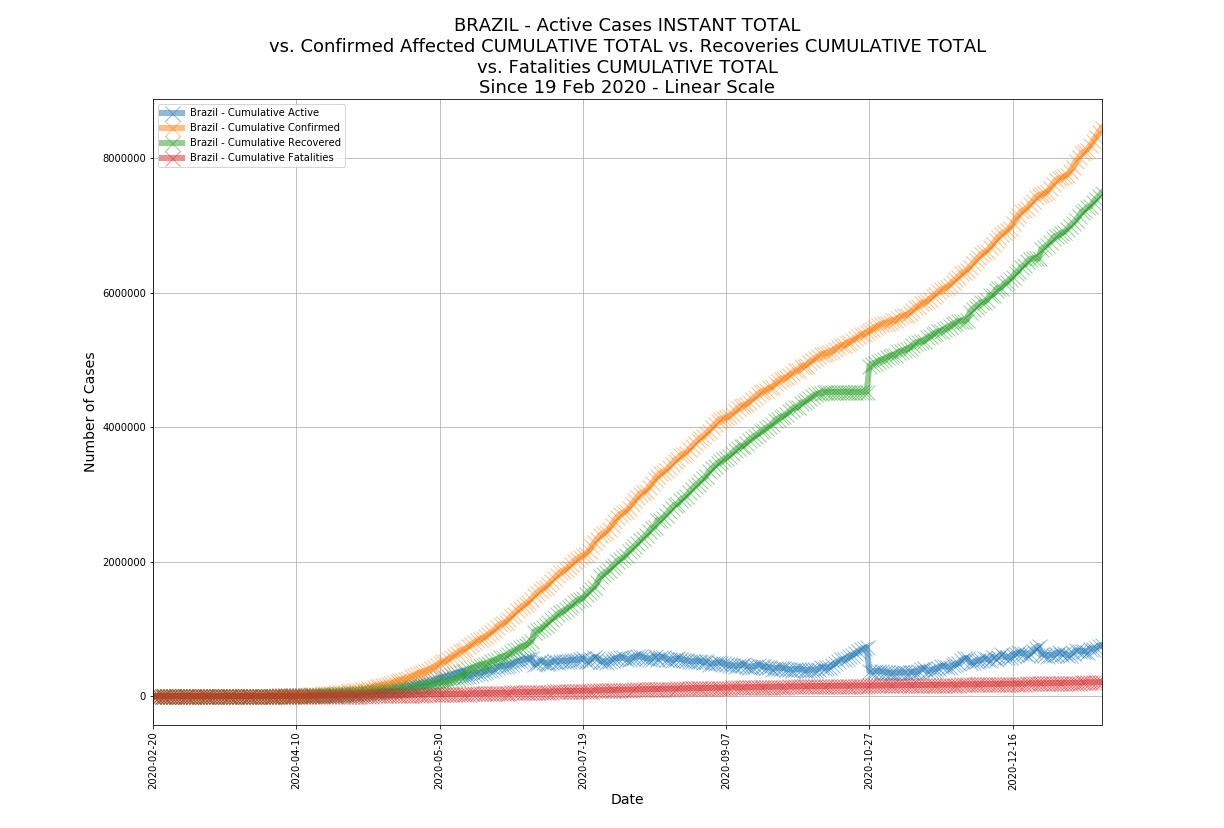 BRAZIL - Active Cases INSTANT TOTAL
vs. Confirmed Affected CUMULATIVE TOTAL vs. Recoveries CUMULATIVE TOTAL
vs. Fatalities CUMULATIVE TOTAL
Since 19 Feb 2020 - Linear Scale
Brazil - Cumulative Active
Brazil - Cumulative Confirmed
Brazil - Cumulative Recovered
Brazil - Cumulative Fatalities
Number of Cases
8000000
6000000
4000000
2000000
0
2020-02-20
2020-04-10
2020-05-30
2020-07-19
2020-09-07
2020-10-27
2020-12-16
Date